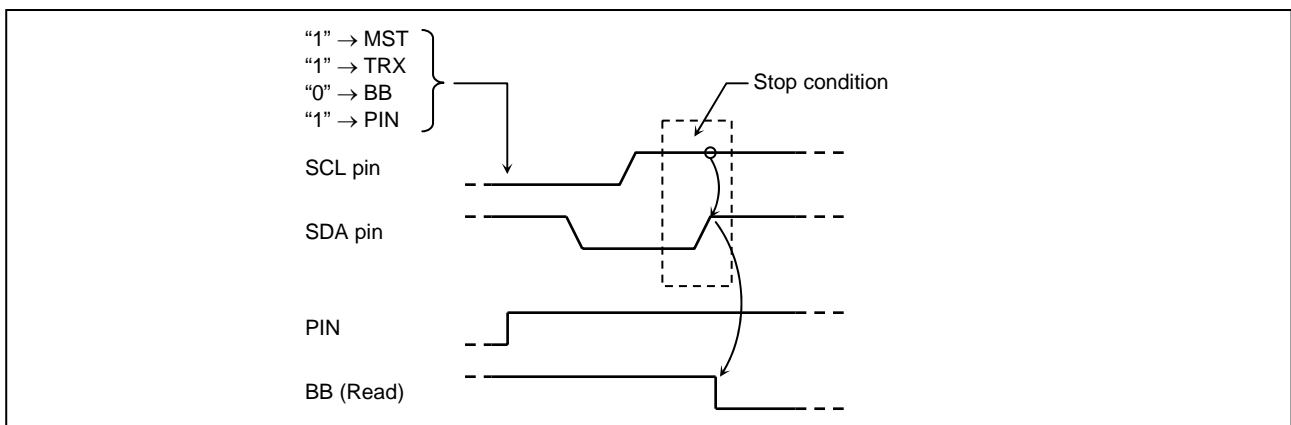 “1” → MST
“1” → TRX
“0” → BB
“1” → PIN
Stop condition
SCL pin
SDA pin
PIN
BB (Read)